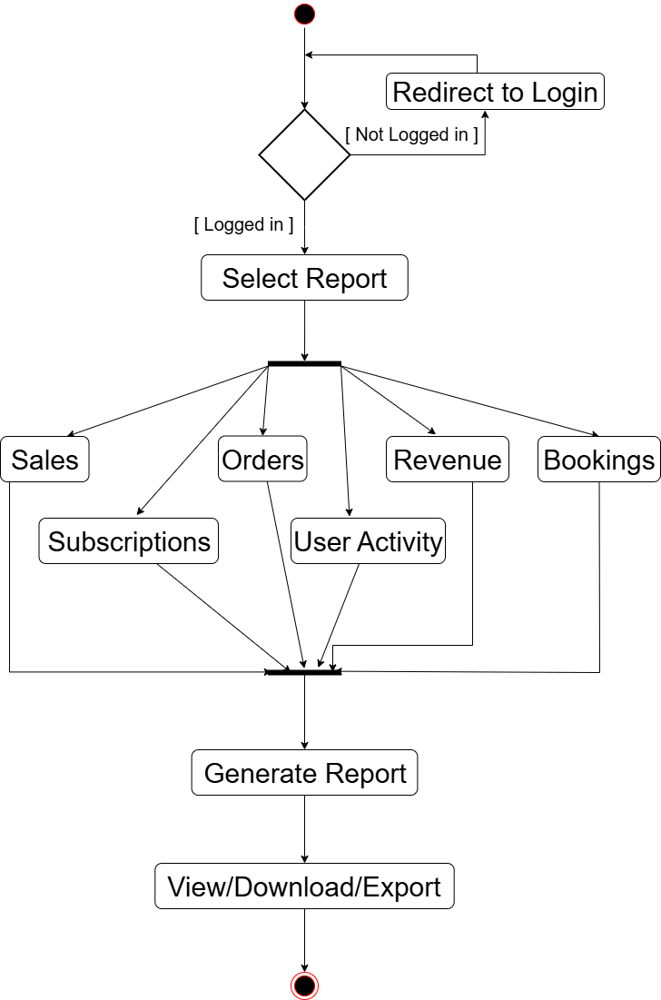 Redirect to Login
[ Not Logged in ]
[ Logged in ]
Select Report
Sales
Orders
Revenue
Bookings
Subscriptions
User Activity
Generate Report
View/Download/Export